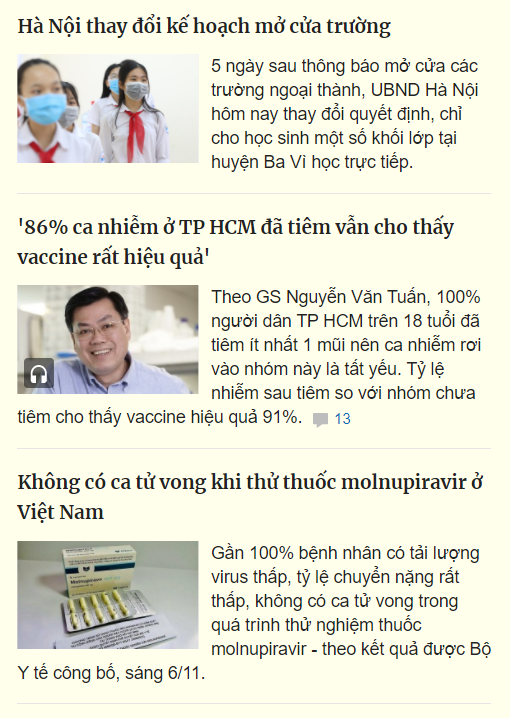 Hà Nội thay đổi kế hoạch mở cửa trường
5 ngày sau thông báo mở cửa các
trường ngoại thành, UBND Hà Nội
hôm nay thay đổi quyết định, chỉ
cho học sinh một số khối lớp tại
huyện Ba Vì học trực tiếp.
'86% ca nhiễm ở TP HCM đã tiêm vẫn cho thấy
vaccine rất hiệu quả'
Theo GS Nguyễn Văn Tuấn, 100%
người dân TP HCM trên 18 tuổi đã
tiêm ít nhất 1 mũi nên ca nhiễm rơi
vào nhóm này là tất yếu. Tỷ lệ
nhiễm sau tiêm so với nhóm chưa
tiêm cho thấy vaccine hiệu quả 91%. 13
Không có ca tử vong khi thử thuốc molnupiravir ở
Việt Nam
Gần 100% bệnh nhân có tải lượng
virus thấp, tỷ lệ chuyển nặng rất
thấp, không có ca tử vong trong
quá trình thử nghiệm thuốc
molnupiravir - theo kết quả được Bộ
Y tế công bố, sáng 6/11.